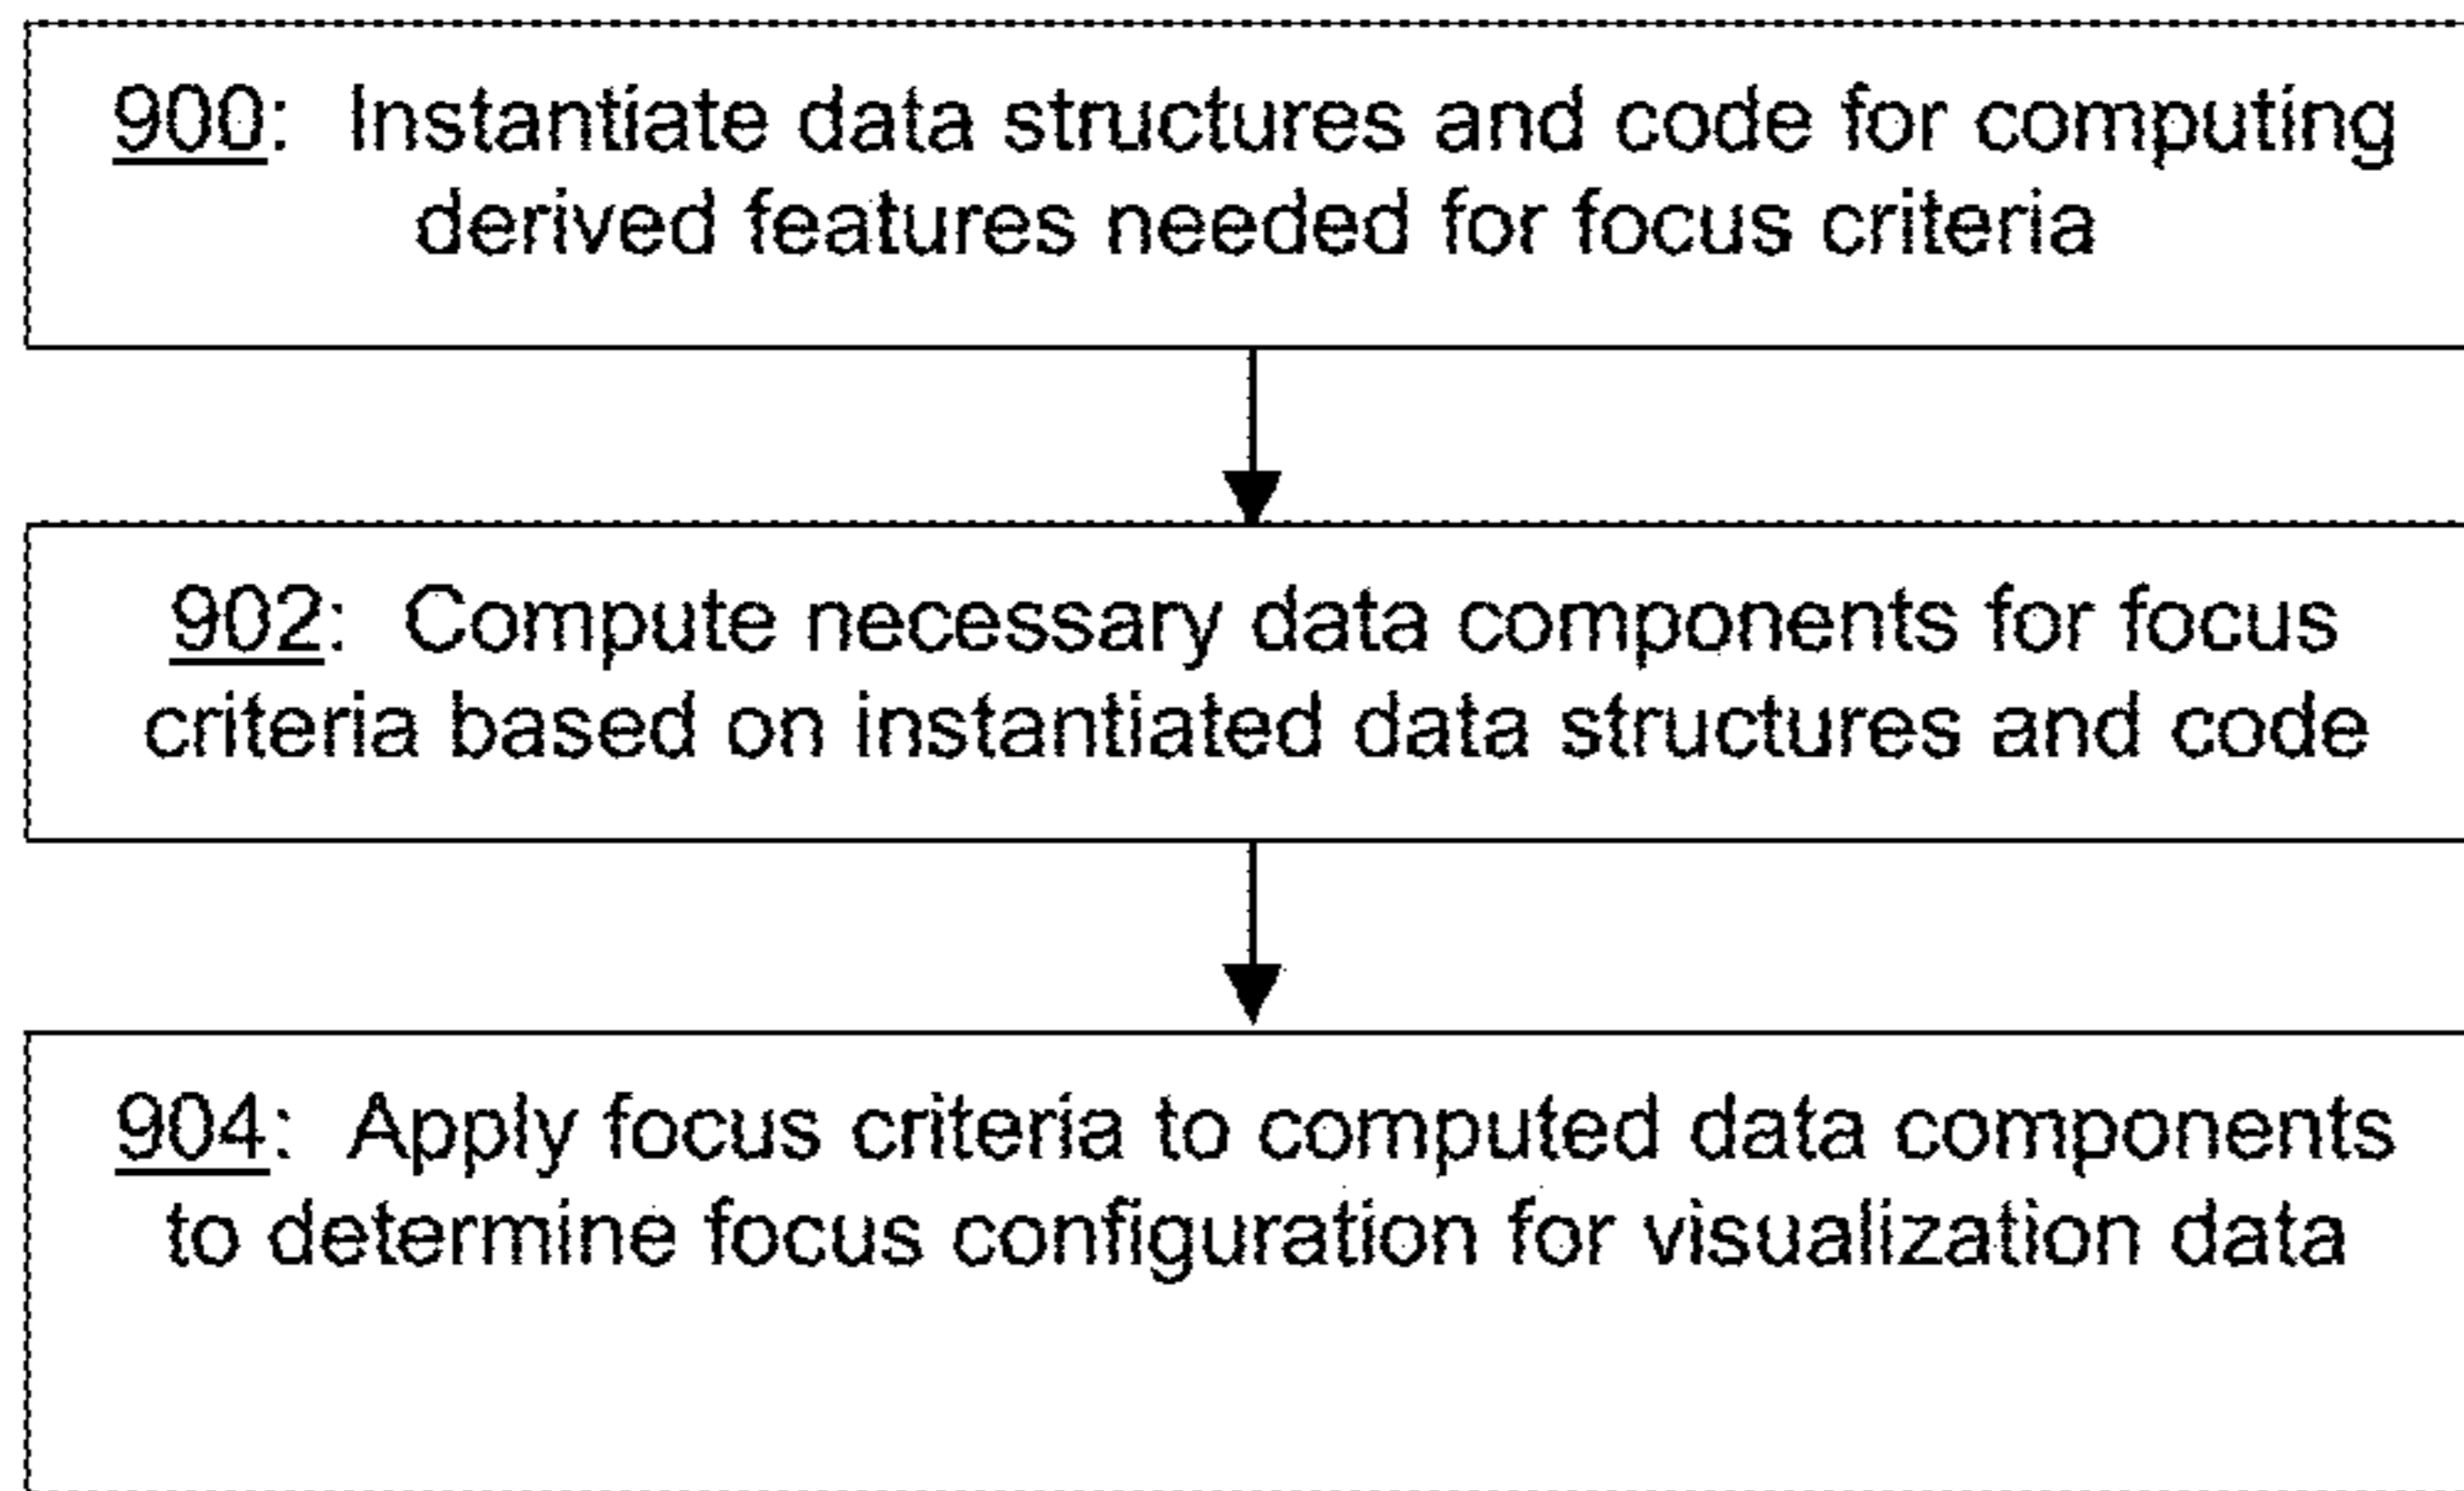 900: Instantiate data structures and code for computing
derived features needed for focus criteria
902: Compute necessary data components for focus
criteria based on instantiated data structures and code
904: Apply focus criteria to computed data components
to determine focus configuration for visualization data